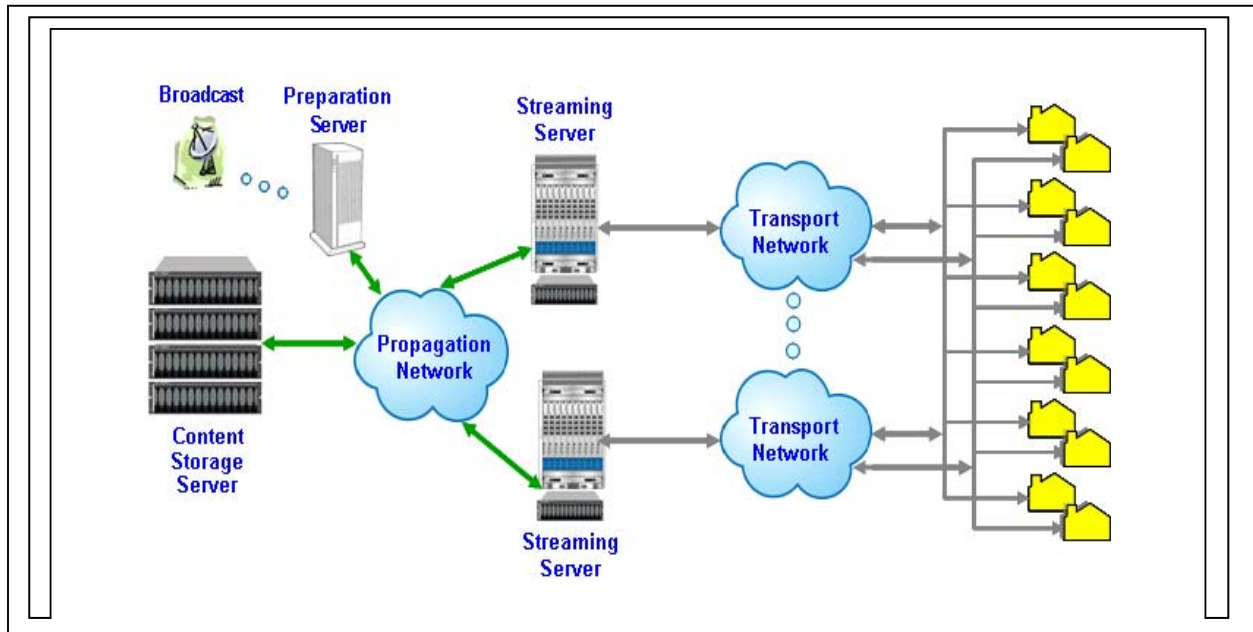 Broadcast
Preparation
Server
Streaming
Server
Transport
Network
Propagation
Network
Content
Storage
Server
Transport
Network
Streaming
Server